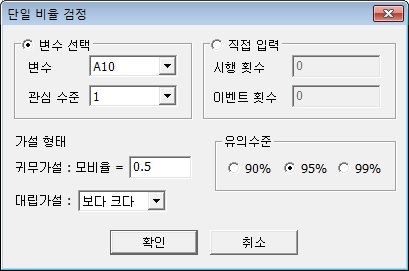 단일 비율 검정
변수 선택
변수 A10
관심 수준 1
직접 입력
시행 횟수 0
이벤트 횟수 0
가설 형태
귀무가설 : 모비율 = 0.5
대립가설 : 보다 크다
유의수준
90% 95% 99%
확인 취소